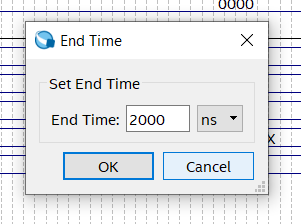 0000
End Time
Set End Time
End Time: 2000 ns
X
OK Cancel